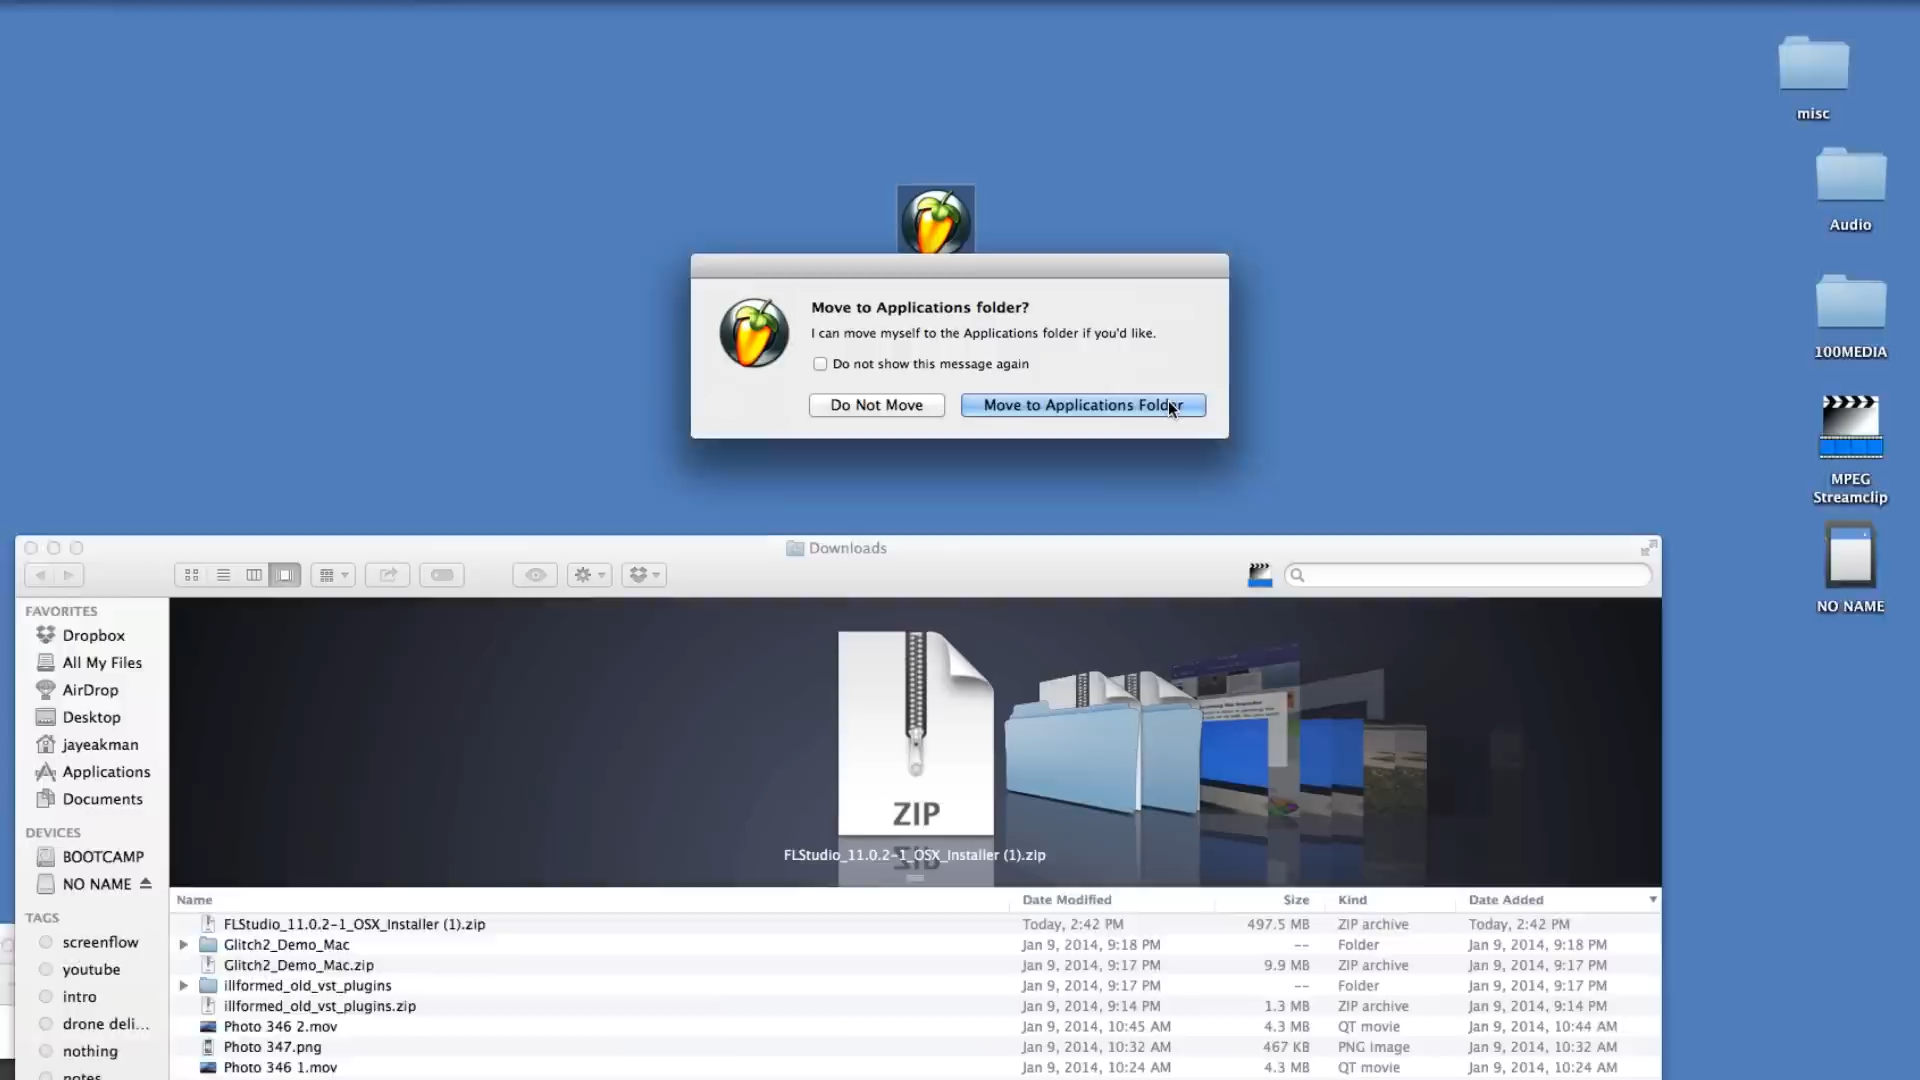 misc
Audio
100MEDIA
MPEG
Streamclip
NO NAME
Move to Applications folder?
I can move myself to the Applications folder if you'd like.
Do not show this message again
Do Not Move
Move to Applications Folder
Downloads
FAVORITES
Dropbox
All My Files
AirDrop
Desktop
jayeakman
Applications
Documents
DEVICES
BOOTCAMP
NO NAME
TAGS
screenflow
youtube
intro
drone deli...
nothing
notes
ZIP
FLStudio_11.0.2-1_OSX_Installer (1).zip
Name Date Modified Size Kind Date Added
FLStudio_11.0.2-1_OSX_Installer (1).zip Today, 2:42 PM 497.5 MB ZIP archive Today, 2:42 PM
Glitch2_Demo_Mac Jan 9, 2014, 9:18 PM -- Folder Jan 9, 2014, 9:18 PM
Glitch2_Demo_Mac.zip Jan 9, 2014, 9:17 PM 9.9 MB ZIP archive Jan 9, 2014, 9:17 PM
illformed_old_vst_plugins Jan 9, 2014, 9:17 PM -- Folder Jan 9, 2014, 9:17 PM
illformed_old_vst_plugins.zip Jan 9, 2014, 9:14 PM 1.3 MB ZIP archive Jan 9, 2014, 9:14 PM
Photo 346 2.mov Jan 9, 2014, 10:45 AM 4.3 MB QT movie Jan 9, 2014, 10:44 AM
Photo 347.png Jan 9, 2014, 10:32 AM 467 KB PNG image Jan 9, 2014, 10:32 AM
Photo 346 1.mov Jan 9, 2014, 10:24 AM 4.3 MB QT movie Jan 9, 2014, 10:24 AM